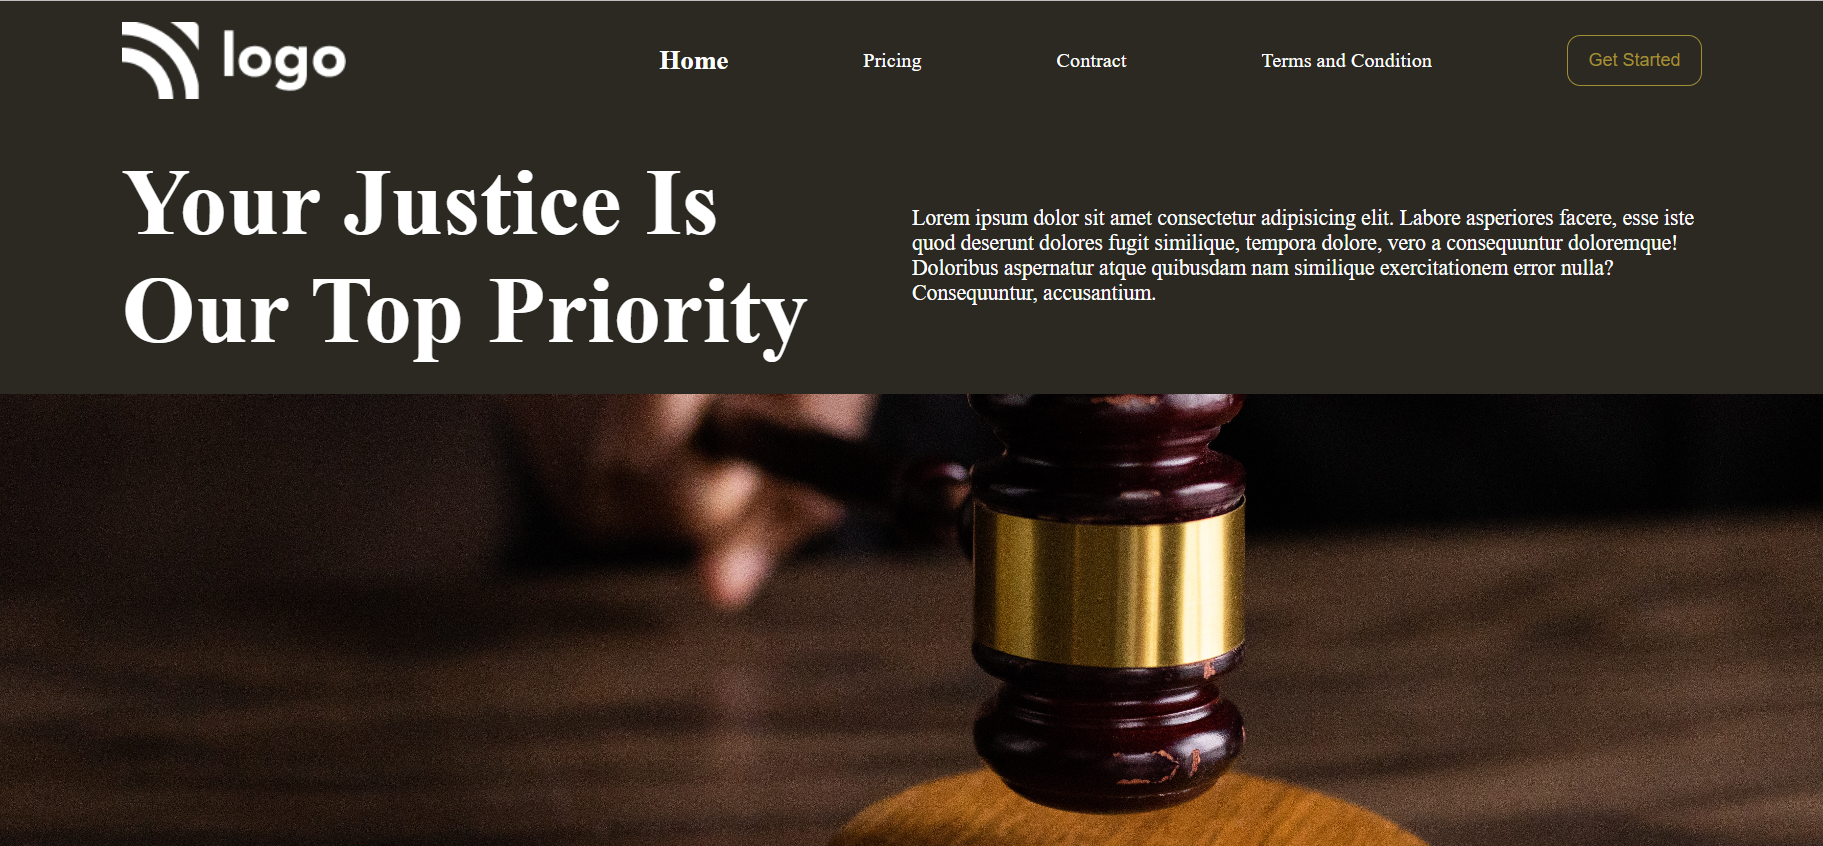 logo
Home
Pricing
Contract
Terms and Condition
Get Started
Your Justice Is
Our Top Priority
Lorem ipsum dolor sit amet consectetur adipisicing elit. Labore asperiores facere, esse iste
quod deserunt dolores fugit similique, tempora dolore, vero a consequuntur doloremque!
Doloribus aspernatur atque quibusdam nam similique exercitationem error nulla?
Consequuntur, accusantium.